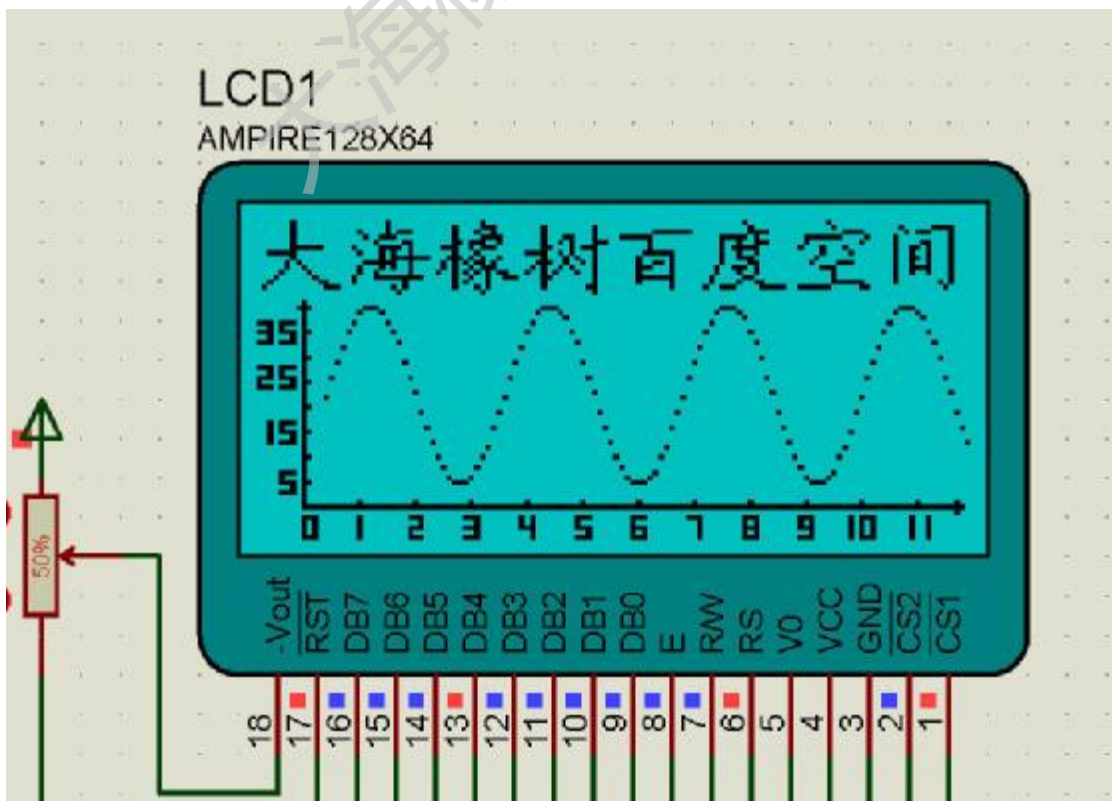 大海橡
LCD1
AMPIRE128X64
大海橡树百度空间
35
25
15
5
0 1 2 3 4 5 6 7 8 9 10 11
50%
-Vout RST DB7 DB6 DB5 DB4 DB3 DB2 DB1 DB0 E R/W RS V0 VCC GND CS2 CS1
18 17 16 15 14 13 12 11 10 9 8 7 6 5 4 3 2 1